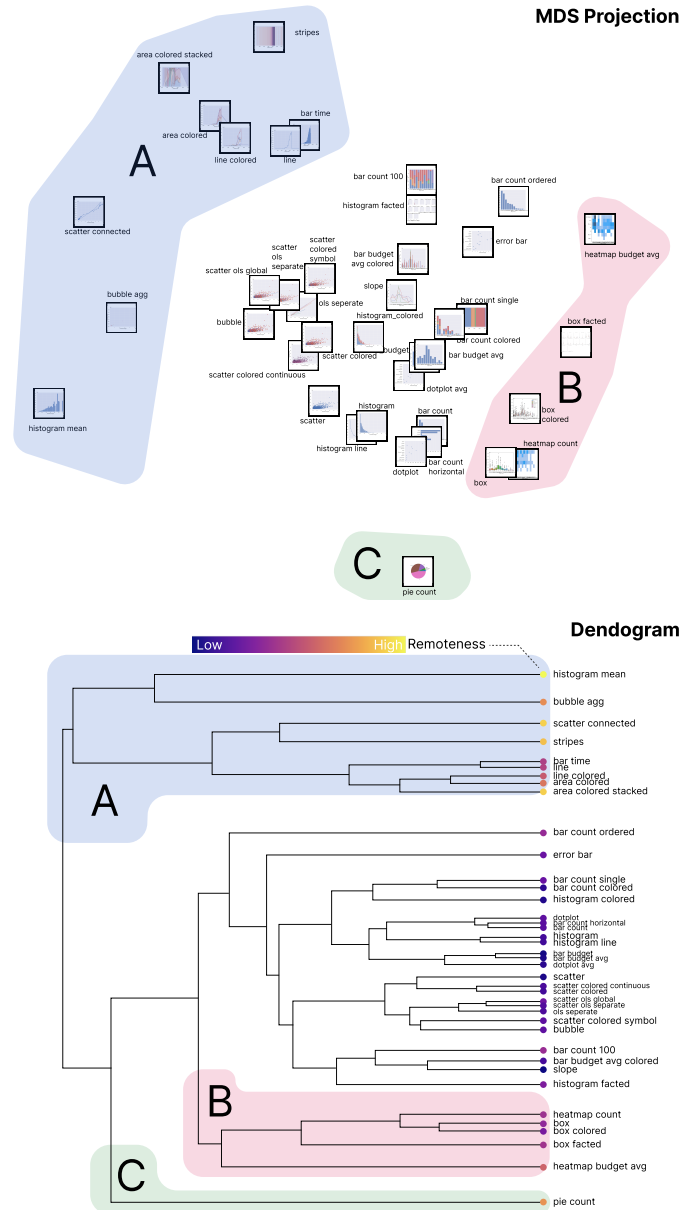 MDS Projection
stripes
area colored stacked
bar time
area colored
line colored
line
A
scatter connected
bubble agg
histogram mean
bar count 100
bar count ordered
histogram facted
error bar
heatmap budget avg
scatter
ols
separate
scatter
colored
symbol
bar budget
avg colored
scatter ols global
slope
ols seperate
histogram_colored
bar count single
bubble
box facted
bar count colored
scatter colored
budget
bar budget avg
scatter colored continuous
dotplot avg
B
scatter
histogram
bar count
box
colored
histogram line
heatmap count
bar count
horizontal
dotplot
box
C
pie count
Dendogram
Low
High
Remoteness
histogram mean
bubble agg
scatter connected
stripes
bar time
line
line colored
area colored
area colored stacked
A
bar count ordered
error bar
bar count single
bar count colored
histogram colored
dotplot
bar count horizontal
bar count
histogram
histogram line
bar budget
bar budget avg
dotplot avg
scatter
scatter colored continuous
scatter colored
scatter ols global
scatter ols separate
ols seperate
scatter colored symbol
bubble
bar count 100
bar budget avg colored
slope
histogram facted
B
heatmap count
box
box colored
box facted
heatmap budget avg
C
pie count